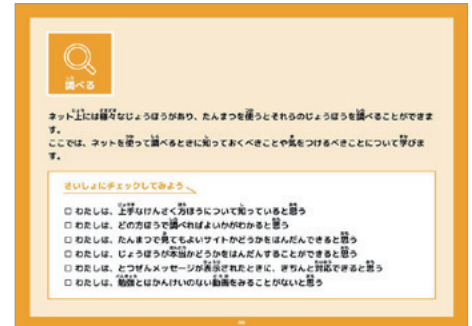 調べる
ネット上には様々なじょうほうがあり、たんまつを使うとそれらのじょうほうを調べることができま
す。
ここでは、ネットを使って調べるときに知っておくべきことや気をつけるべきことについて学びま
す。
さいしょにチェックしてみよう
□ わたしは、上手なけんさく方ほうについて知っていると思う
□ わたしは、どの方ほうで調べればよいかがわかると思う
□ わたしは、たんまつで見てもよいサイトかどうかをはんだんできると思う
□ わたしは、じょうほうが本当かどうかをはんだんすることができると思う
□ わたしは、とつぜんメッセージが表示されたときに、きちんと対応できると思う
□ わたしは、勉強とはかんけいのない動画をみることがないと思う